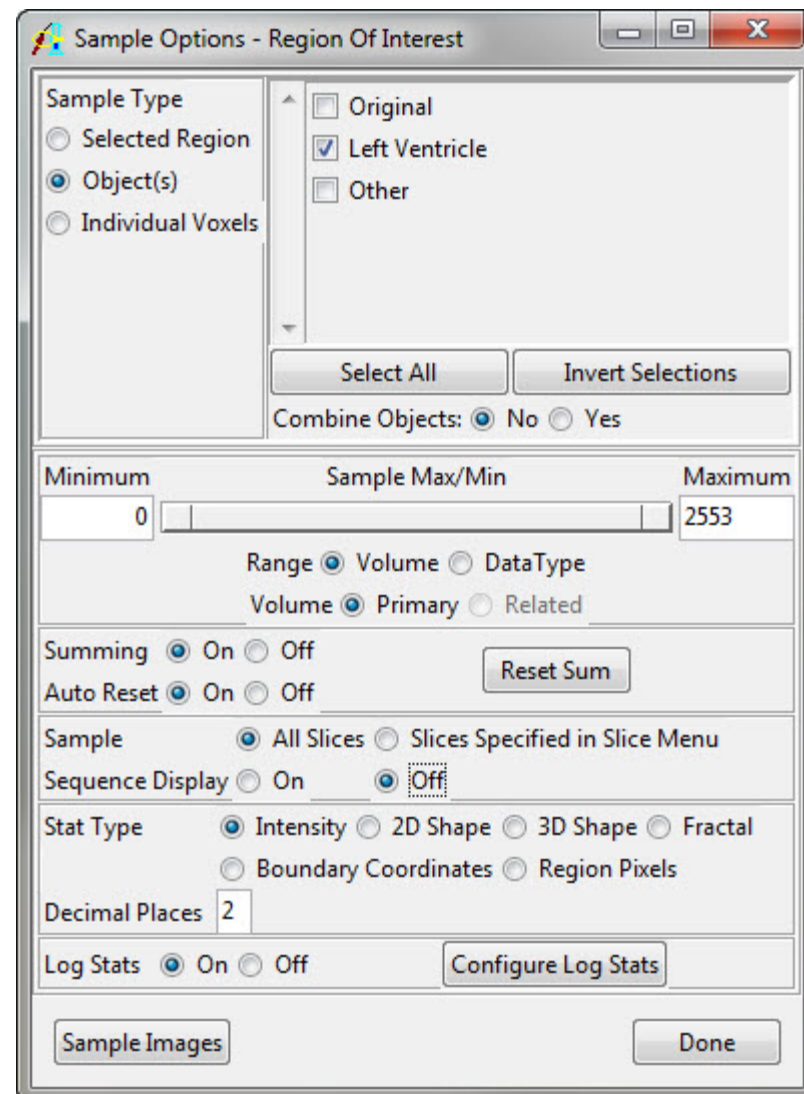 Sample Options - Region Of Interest
Sample Type
Selected Region
Object(s)
Individual Voxels
Original
Left Ventricle
Other
Select All Invert Selections
Combine Objects: No Yes
Minimum Sample Max/Min Maximum
0 2553
Range Volume DataType
Volume Primary Related
Summing On Off
Reset Sum
Auto Reset On Off
Sample All Slices Slices Specified in Slice Menu
Sequence Display On Off
Stat Type Intensity 2D Shape 3D Shape Fractal
Boundary Coordinates Region Pixels
Decimal Places 2
Log Stats On Off Configure Log Stats
Sample Images Done